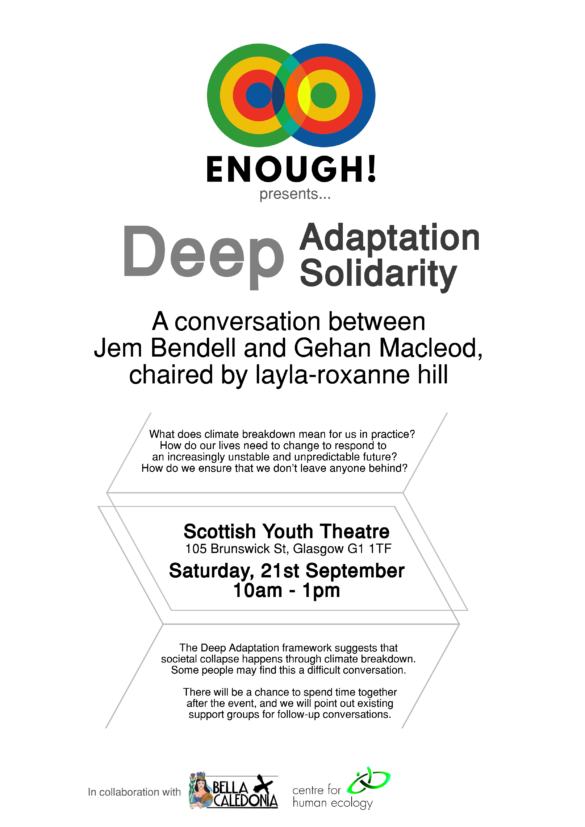 ENOUGH!
presents...
Deep Adaptation
Solidarity
A conversation between
Jem Bendell and Gehan Macleod,
chaired by layla-roxanne hill
What does climate breakdown mean for us in practice?
How do our lives need to change to respond to
an increasingly unstable and unpredictable future?
How do we ensure that we don't leave anyone behind?
Scottish Youth Theatre
105 Brunswick St, Glasgow G1 1TF
Saturday, 21st September
10am - 1pm
The Deep Adaptation framework suggests that
societal collapse happens through climate breakdown.
Some people may find this a difficult conversation.
There will be a chance to spend time together
after the event, and we will point out existing
support groups for follow-up conversations.
In collaboration with
BELLA
CALEDONIA
centre for
human ecology